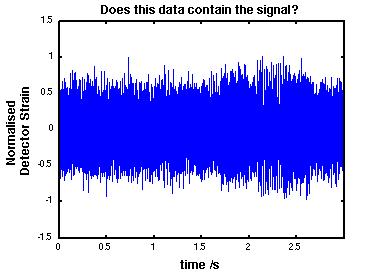 Does this data contain the signal?
1.5
1
0.5
0
-0.5
-1
-1.5
Normalised
Detector Strain
0 0.5 1 1.5 2 2.5
time /s